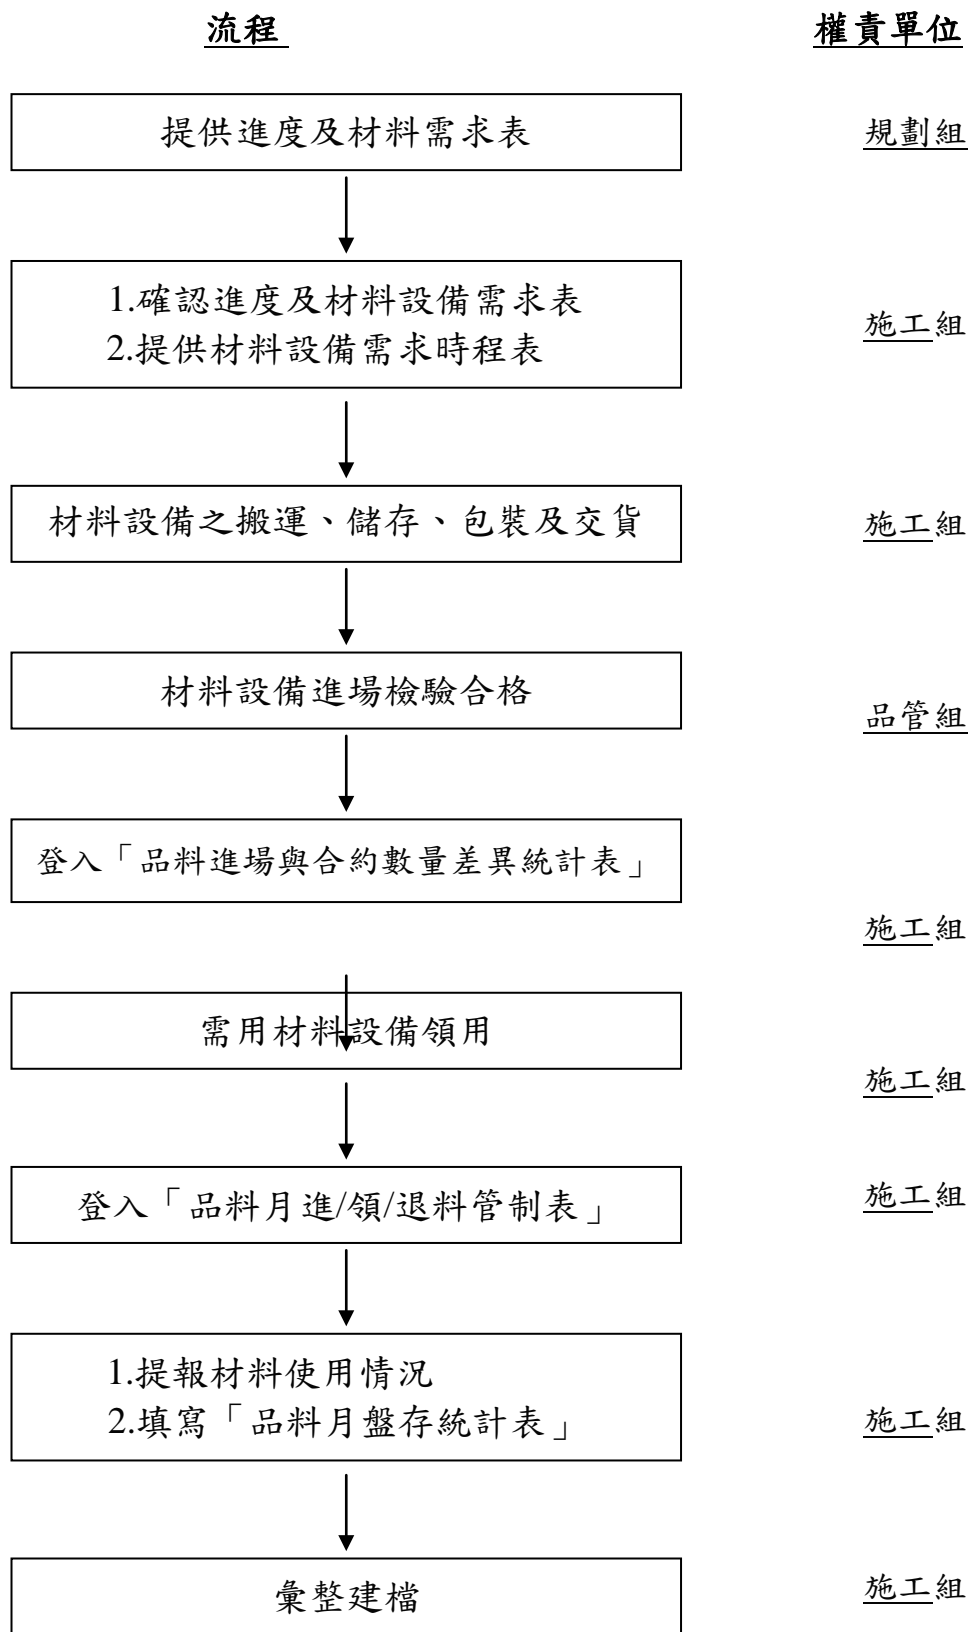 流程 權責單位
提供進度及材料需求表 規劃組
1.確認進度及材料設備需求表
2.提供材料設備需求時程表
施工組
材料設備之搬運、儲存、包裝及交貨 施工組
材料設備進場檢驗合格
品管組
登入「品料進場與合約數量差異統計表」
施工組
需用材料設備領用
施工組
登入「品料月進/領/退料管制表」 施工組
1.提報材料使用情況
2.填寫「品料月盤存統計表」 施工組
彙整建檔 施工組